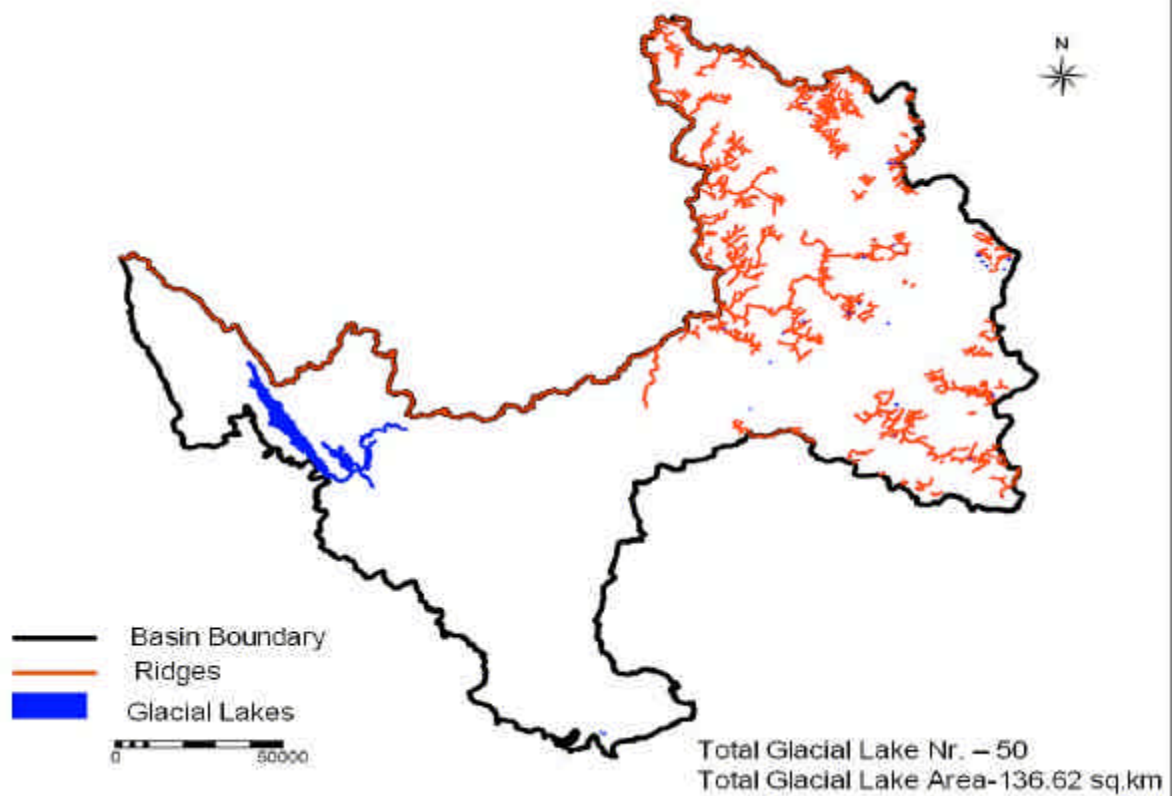 N
Basin Boundary
Ridges
Glacial Lakes
0 50000
Total Glacial Lake Nr. – 50
Total Glacial Lake Area-136.62 sq.km